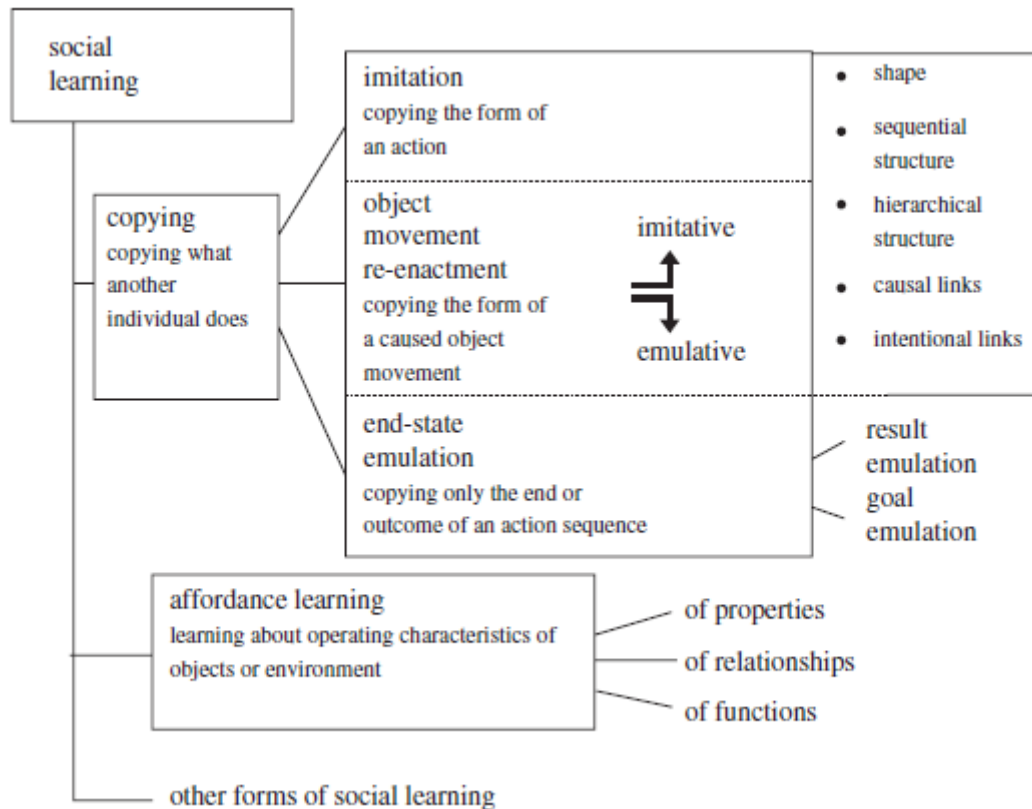 social
learning
imitation
copying the form of
an action
shape
sequential
structure
hierarchical
structure
causal links
intentional links
copying
copying what
another
individual does
object
movement
re-enactment
copying the form of
a caused object
movement
imitative
emulative
end-state
emulation
copying only the end or
outcome of an action sequence
result
emulation
goal
emulation
affordance learning
learning about operating characteristics of
objects or environment
of properties
of relationships
of functions
other forms of social learning